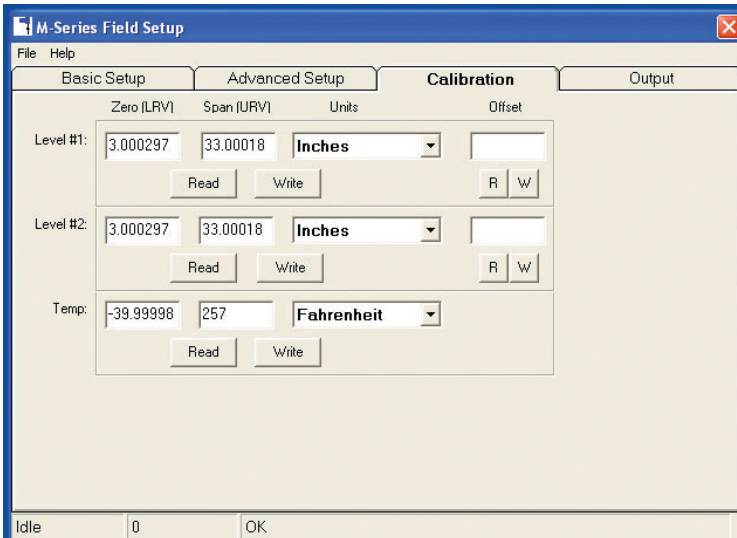 M-Series Field Setup
File Help
Basic Setup Advanced Setup Calibration Output
Zero (LRV) Span (URV) Units Offset
Level #1: 3.000297 33.00018 Inches
Read Write R W
Level #2: 3.000297 33.00018 Inches
Read Write R W
Temp: -39.99998 257 Fahrenheit
Read Write
Idle 0 OK